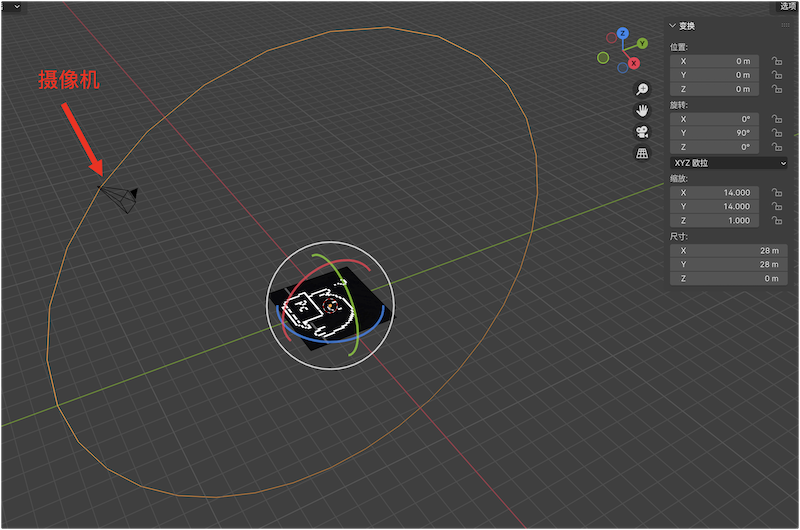 选项
变换
位置:
X 0 m
Y 0 m
Z 0 m
旋转:
X 0°
Y 90°
Z 0°
XYZ 欧拉
缩放:
X 14.000
Y 14.000
Z 1.000
尺寸:
X 28 m
Y 28 m
Z 0 m
Z
Y
X
摄像机
Pc